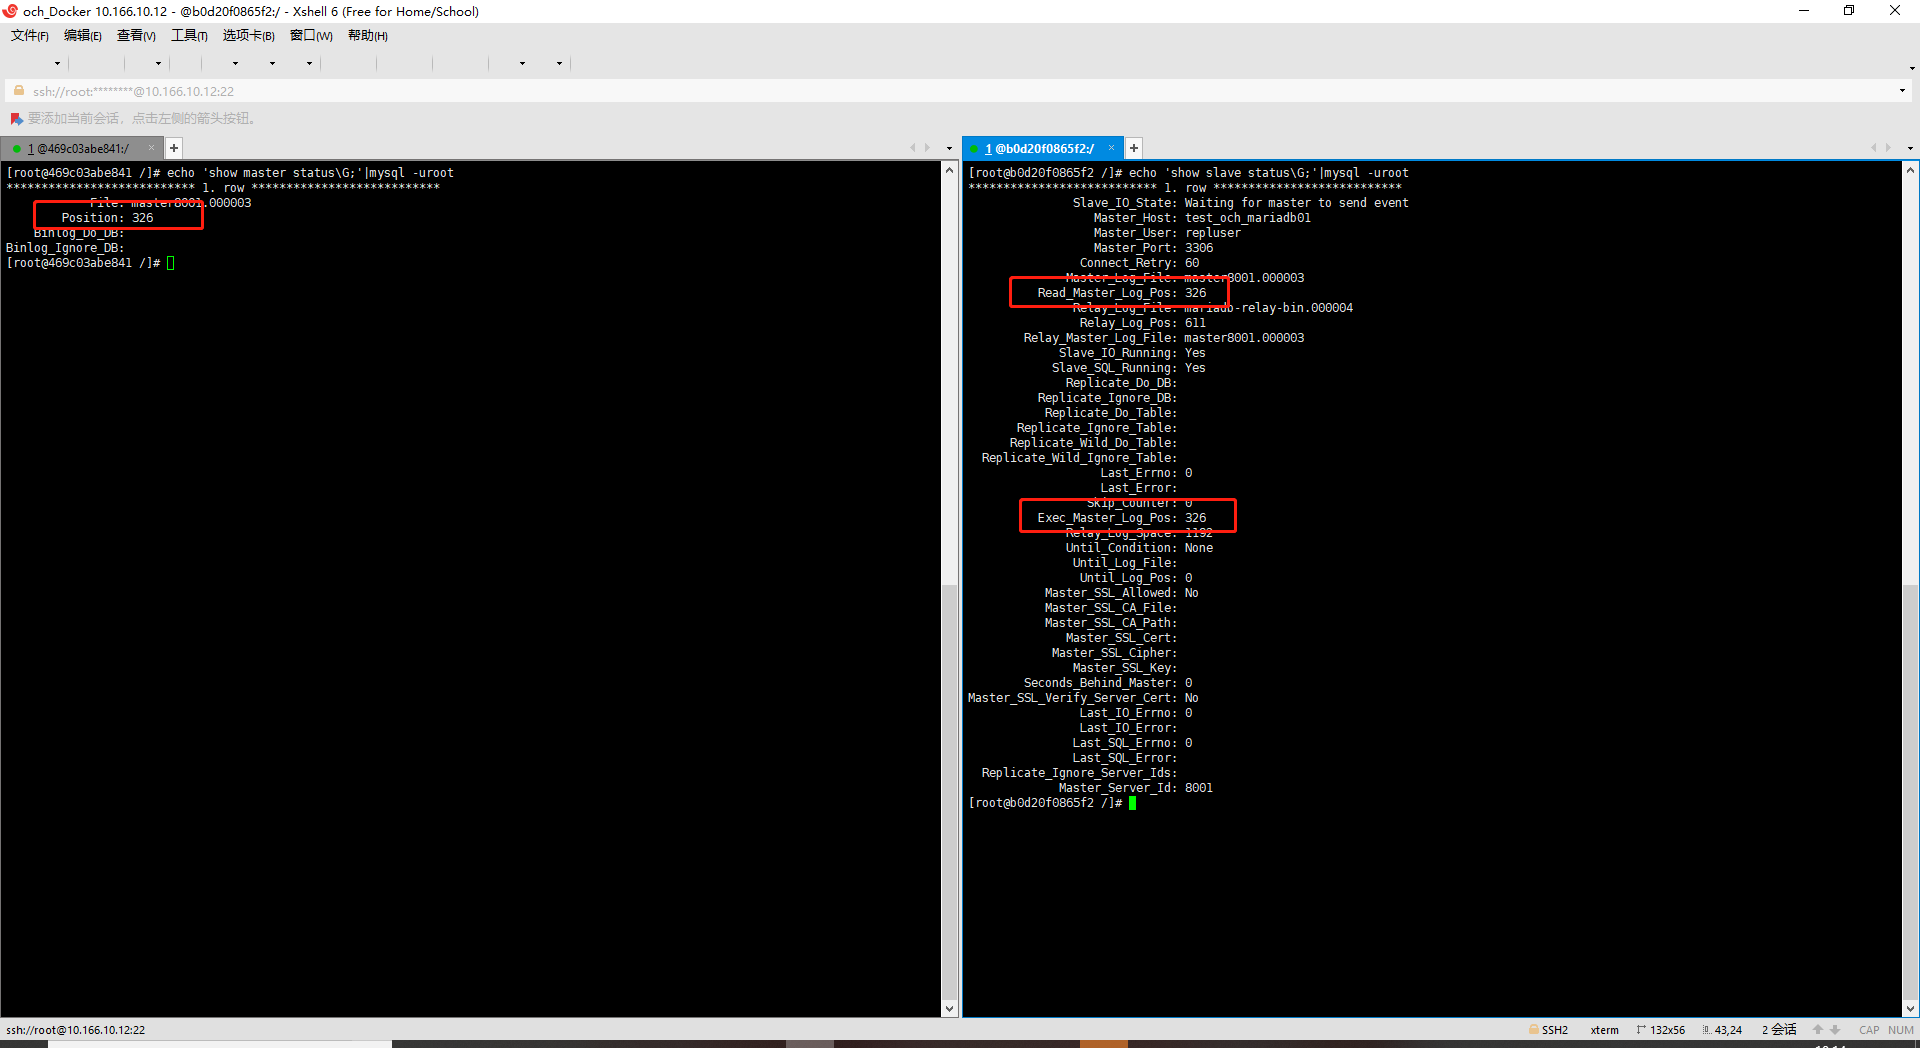 och_Docker 10.166.10.12 - @b0d20f0865f2:/ - Xshell 6 (Free for Home/School)
文件(F) 编辑(E) 查看(V) 工具(T) 选项卡(B) 窗口(W) 帮助(H)
ssh://root:********@10.166.10.12:22
要添加当前会话，点击左侧的箭头按钮。
1 @469c03abe841:/ × +
[root@469c03abe841 /]# echo 'show master status\G;'|mysql -uroot
*************************** 1. row ***************************
File: master8001.000003
Position: 326
Binlog_Do_DB:
Binlog_Ignore_DB:
[root@469c03abe841 /]#
1 @b0d20f0865f2:/ × +
[root@b0d20f0865f2 /]# echo 'show slave status\G;'|mysql -uroot
*************************** 1. row ***************************
Slave_IO_State: Waiting for master to send event
Master_Host: test_och_mariadb01
Master_User: repluser
Master_Port: 3306
Connect_Retry: 60
Master_Log_File: master8001.000003
Read_Master_Log_Pos: 326
Relay_Log_File: mariadb-relay-bin.000004
Relay_Log_Pos: 611
Relay_Master_Log_File: master8001.000003
Slave_IO_Running: Yes
Slave_SQL_Running: Yes
Replicate_Do_DB:
Replicate_Ignore_DB:
Replicate_Do_Table:
Replicate_Ignore_Table:
Replicate_Wild_Do_Table:
Replicate_Wild_Ignore_Table:
Last_Errno: 0
Last_Error:
Skip_Counter: 0
Exec_Master_Log_Pos: 326
Relay_Log_Space: 1192
Until_Condition: None
Until_Log_File:
Until_Log_Pos: 0
Master_SSL_Allowed: No
Master_SSL_CA_File:
Master_SSL_CA_Path:
Master_SSL_Cert:
Master_SSL_Cipher:
Master_SSL_Key:
Seconds_Behind_Master: 0
Master_SSL_Verify_Server_Cert: No
Last_IO_Errno: 0
Last_IO_Error:
Last_SQL_Errno: 0
Last_SQL_Error:
Replicate_Ignore_Server_Ids:
Master_Server_Id: 8001
[root@b0d20f0865f2 /]#
ssh://root@10.166.10.12:22 SSH2 xterm 132x56 43,24 2 会话 CAP NUM